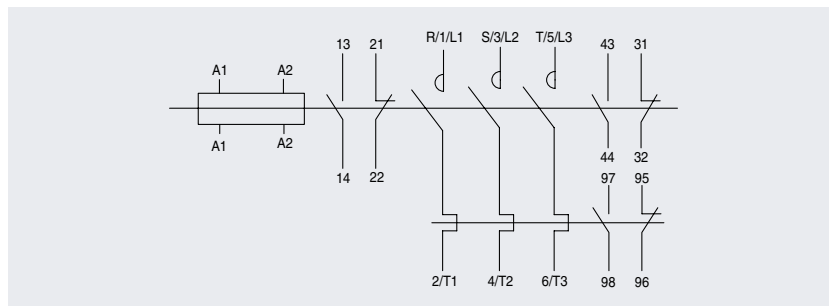 R/1/L1 S/3/L2 T/5/L3
13 21 43 31
A1 A2
A1 A2
14 22 44 32
97 95
2/T1 4/T2 6/T3 98 96